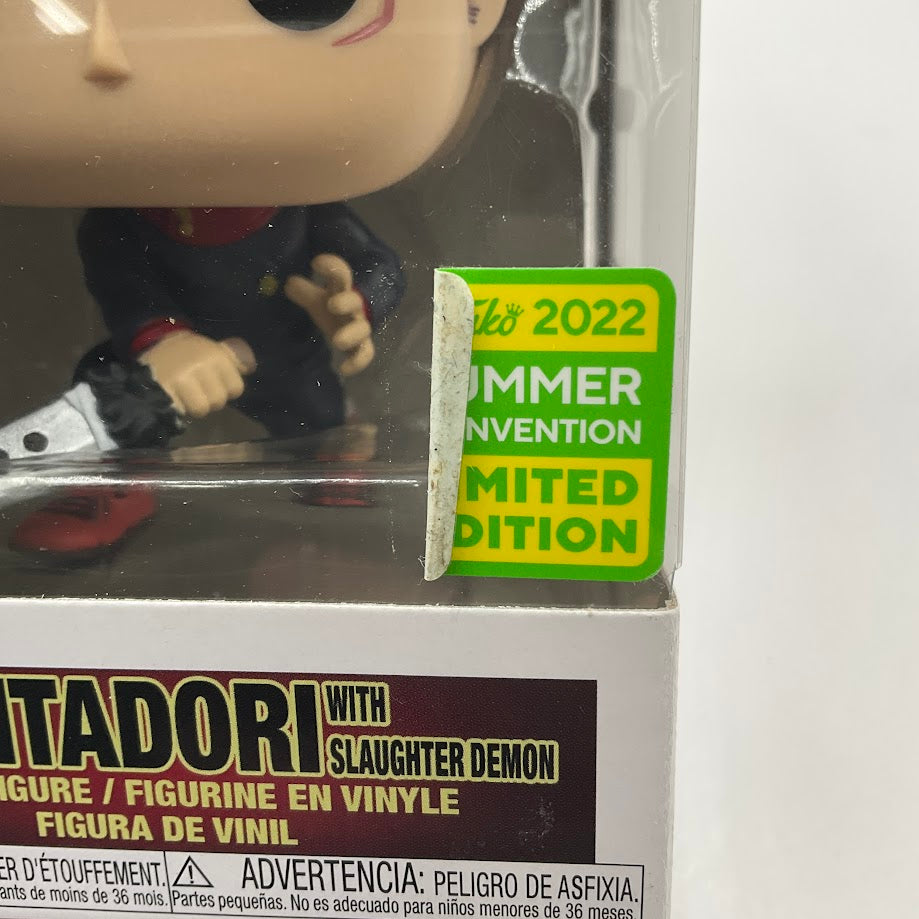 2022
UMMER
NVENTION
MITED
DITION
ITADORI WITH
SLAUGHTER DEMON
IGURE / FIGURINE EN VINYLE
FIGURA DE VINIL
ER D'ÉTOUFFEMENT.
ants de moins de 36 mois.
ADVERTENCIA: PELIGRO DE ASFIXIA.
Partes pequeñas. No es adecuado para niños menores de 36 meses.